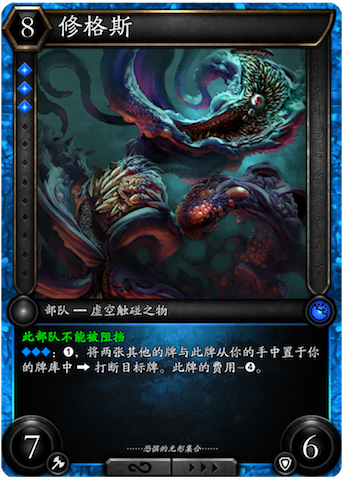 8 修格斯
部队 — 虚空触碰之物
此部队不能被阻挡
◆◆◆：❶，将两张其他的牌与此牌从你的手中置于你
的牌库中 ➡ 打断目标牌。此牌的费用-❹。
……恐惧的无形集合……
7 6